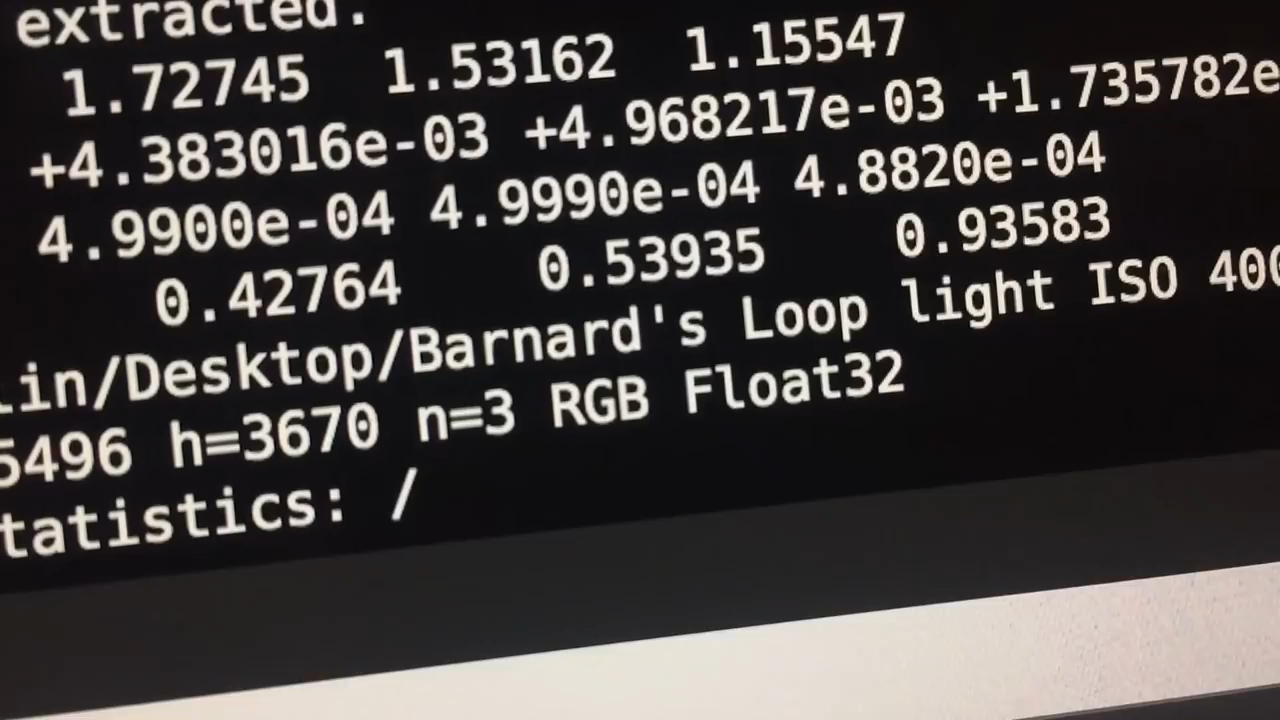 extracted.
1.72745 1.53162 1.15547
+4.383016e-03 +4.968217e-03 +1.735782e
4.9900e-04 4.9990e-04 4.8820e-04
0.42764 0.53935 0.93583
in/Desktop/Barnard's Loop light ISO 400
5496 h=3670 n=3 RGB Float32
tatistics: /